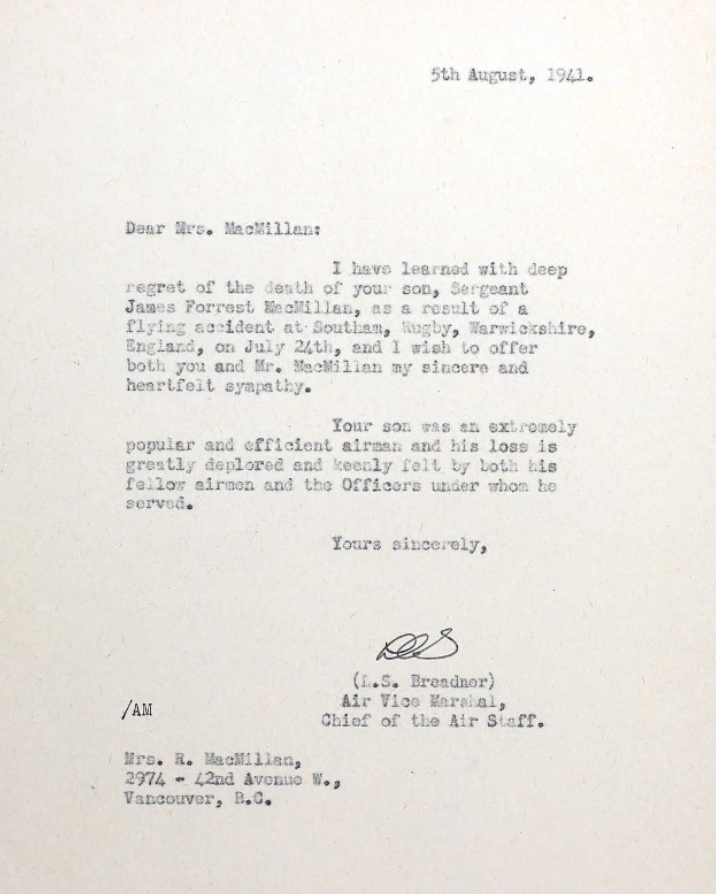 5th August, 1941.
Dear Mrs. MacMillan:
I have learned with deep
regret of the death of your son, Sergeant
James Forrest MacMillan, as a result of a
flying accident at Southam, Rugby, Warwickshire,
England, on July 24th, and I wish to offer
both you and Mr. MacMillan my sincere and
heartfelt sympathy.
Your son was an extremely
popular and efficient airman and his loss is
greatly deplored and keenly felt by both his
fellow airmen and the Officers under whom he
served.
Yours sincerely,
(L.S. Breadner)
Air Vice Marshal,
/AM
Chief of the Air Staff.
Mrs. R. MacMillan,
2974 - 42nd Avenue W.,
Vancouver, B.C.